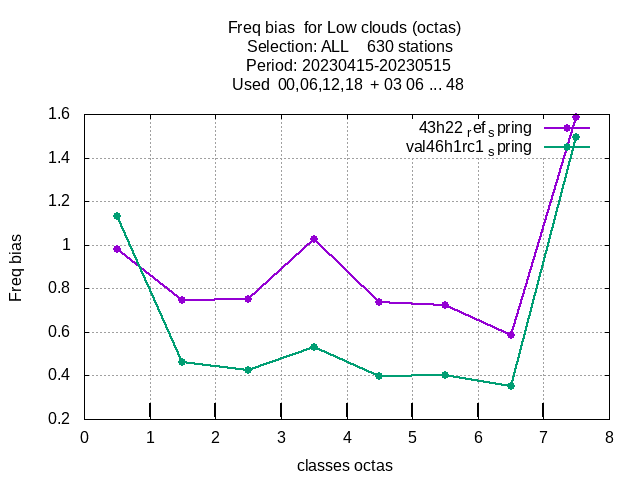 Freq bias  for Low clouds (octas)
Selection: ALL    630 stations
Period: 20230415-20230515
Used  00,06,12,18  + 03 06 ... 48
43h22 ref spring
val46h1rc1 spring
1.6
1.4
1.2
1
0.8
0.6
0.4
0.2
Freq bias
0 1 2 3 4 5 6 7 8
classes octas